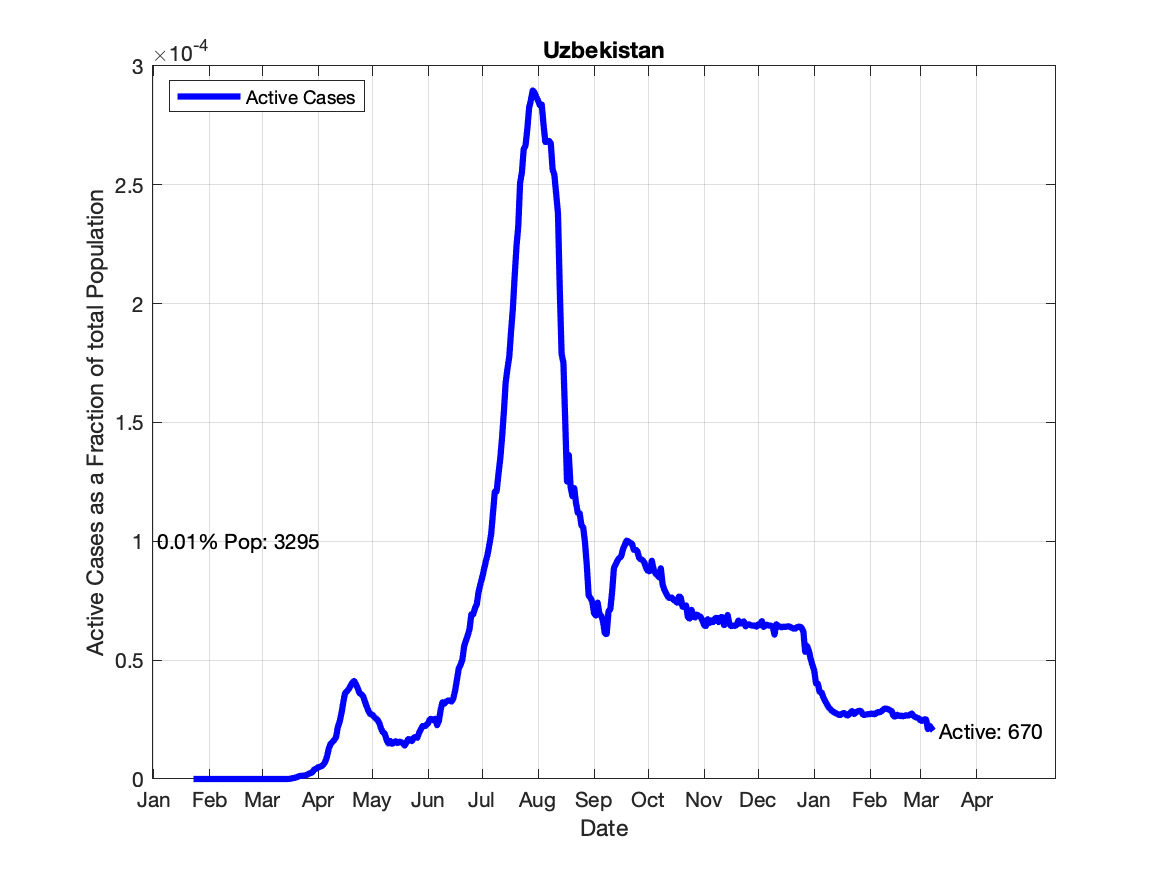 Uzbekistan
×10-4
Active Cases
3
2.5
2
1.5
1
0.5
0
Active Cases as a Fraction of total Population
0.01% Pop: 3295
Active: 670
Jan Feb Mar Apr May Jun Jul Aug Sep Oct Nov Dec Jan Feb Mar Apr
Date